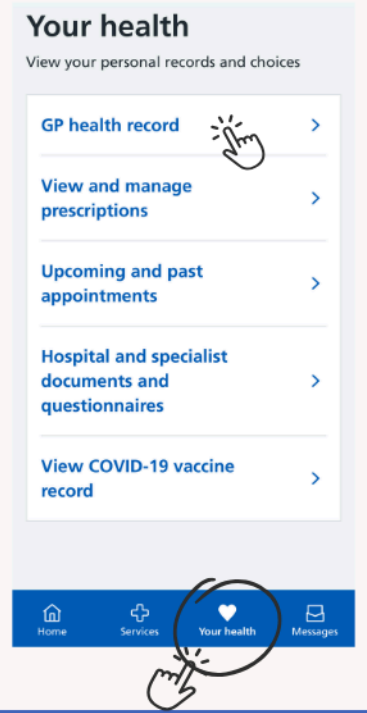 Your health
View your personal records and choices
GP health record
View and manage
prescriptions
Upcoming and past
appointments
Hospital and specialist
documents and
questionnaires
View COVID-19 vaccine
record
Home
Services
Your health
Messages